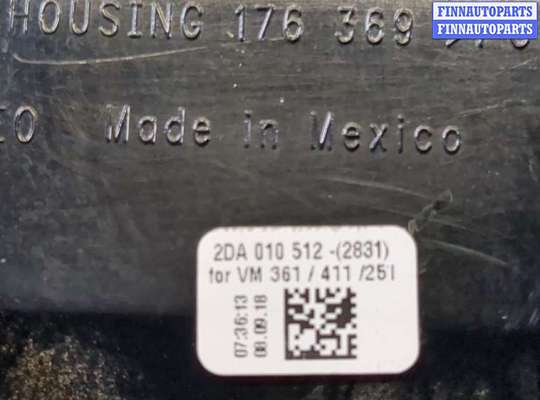 FINNAUTOPARTS
FINNAUTOPARTS
HOUSING 176 369
Made in Mexico
2DA 010 512 -(2831)
for VM 361 / 411 /251
07:36:13
08.09.18